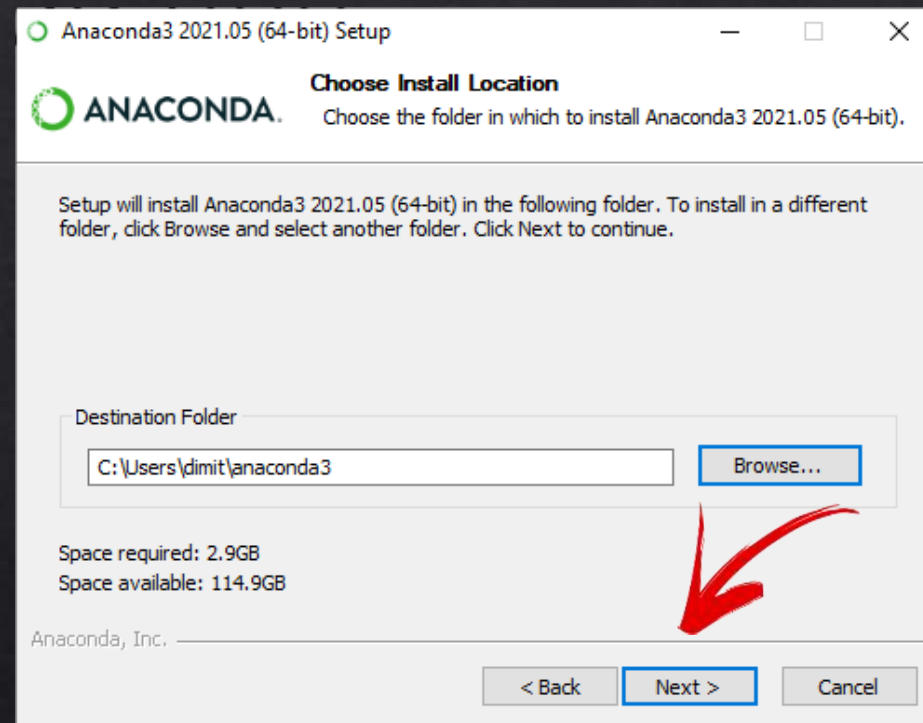 Anaconda3 2021.05 (64-bit) Setup
Choose Install Location
ANACONDA.
Choose the folder in which to install Anaconda3 2021.05 (64-bit).
Setup will install Anaconda3 2021.05 (64-bit) in the following folder. To install in a different
folder, click Browse and select another folder. Click Next to continue.
Destination Folder
C:\Users\dimit\anaconda3
Browse...
Space required: 2.9GB
Space available: 114.9GB
Anaconda, Inc.
< Back
Next >
Cancel